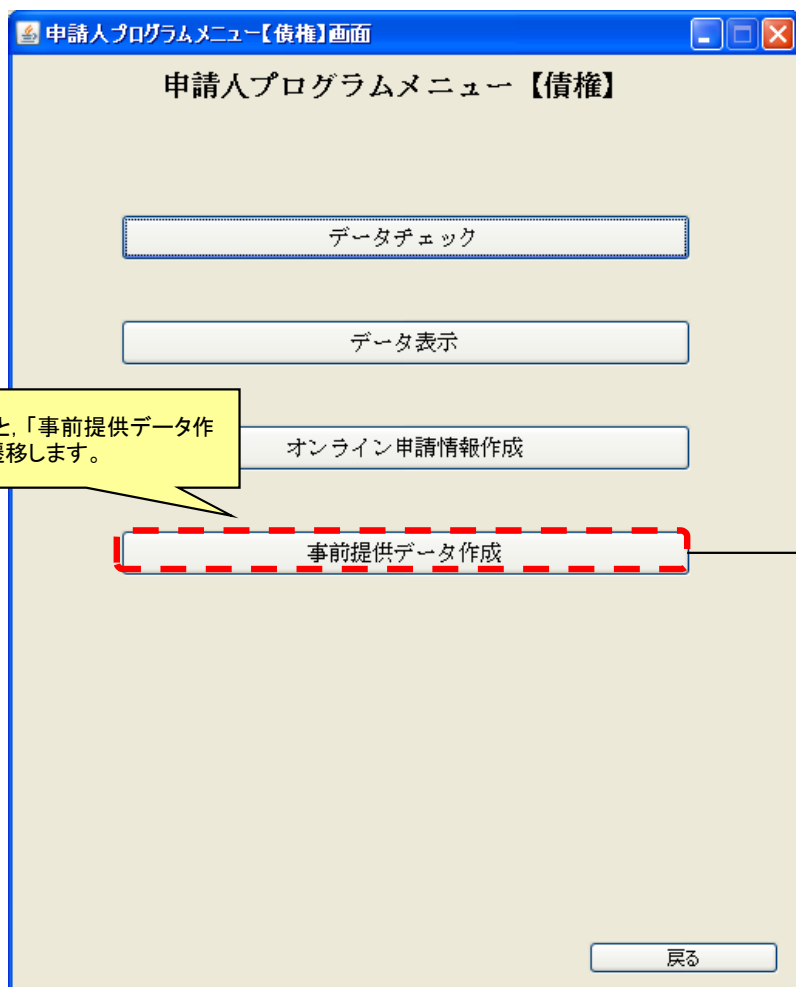 申請人プログラムメニュー【債権】画面
申請人プログラムメニュー【債権】
データチェック
データ表示
と，「事前提供データ作
遷移します。
オンライン申請情報作成
事前提供データ作成
戻る